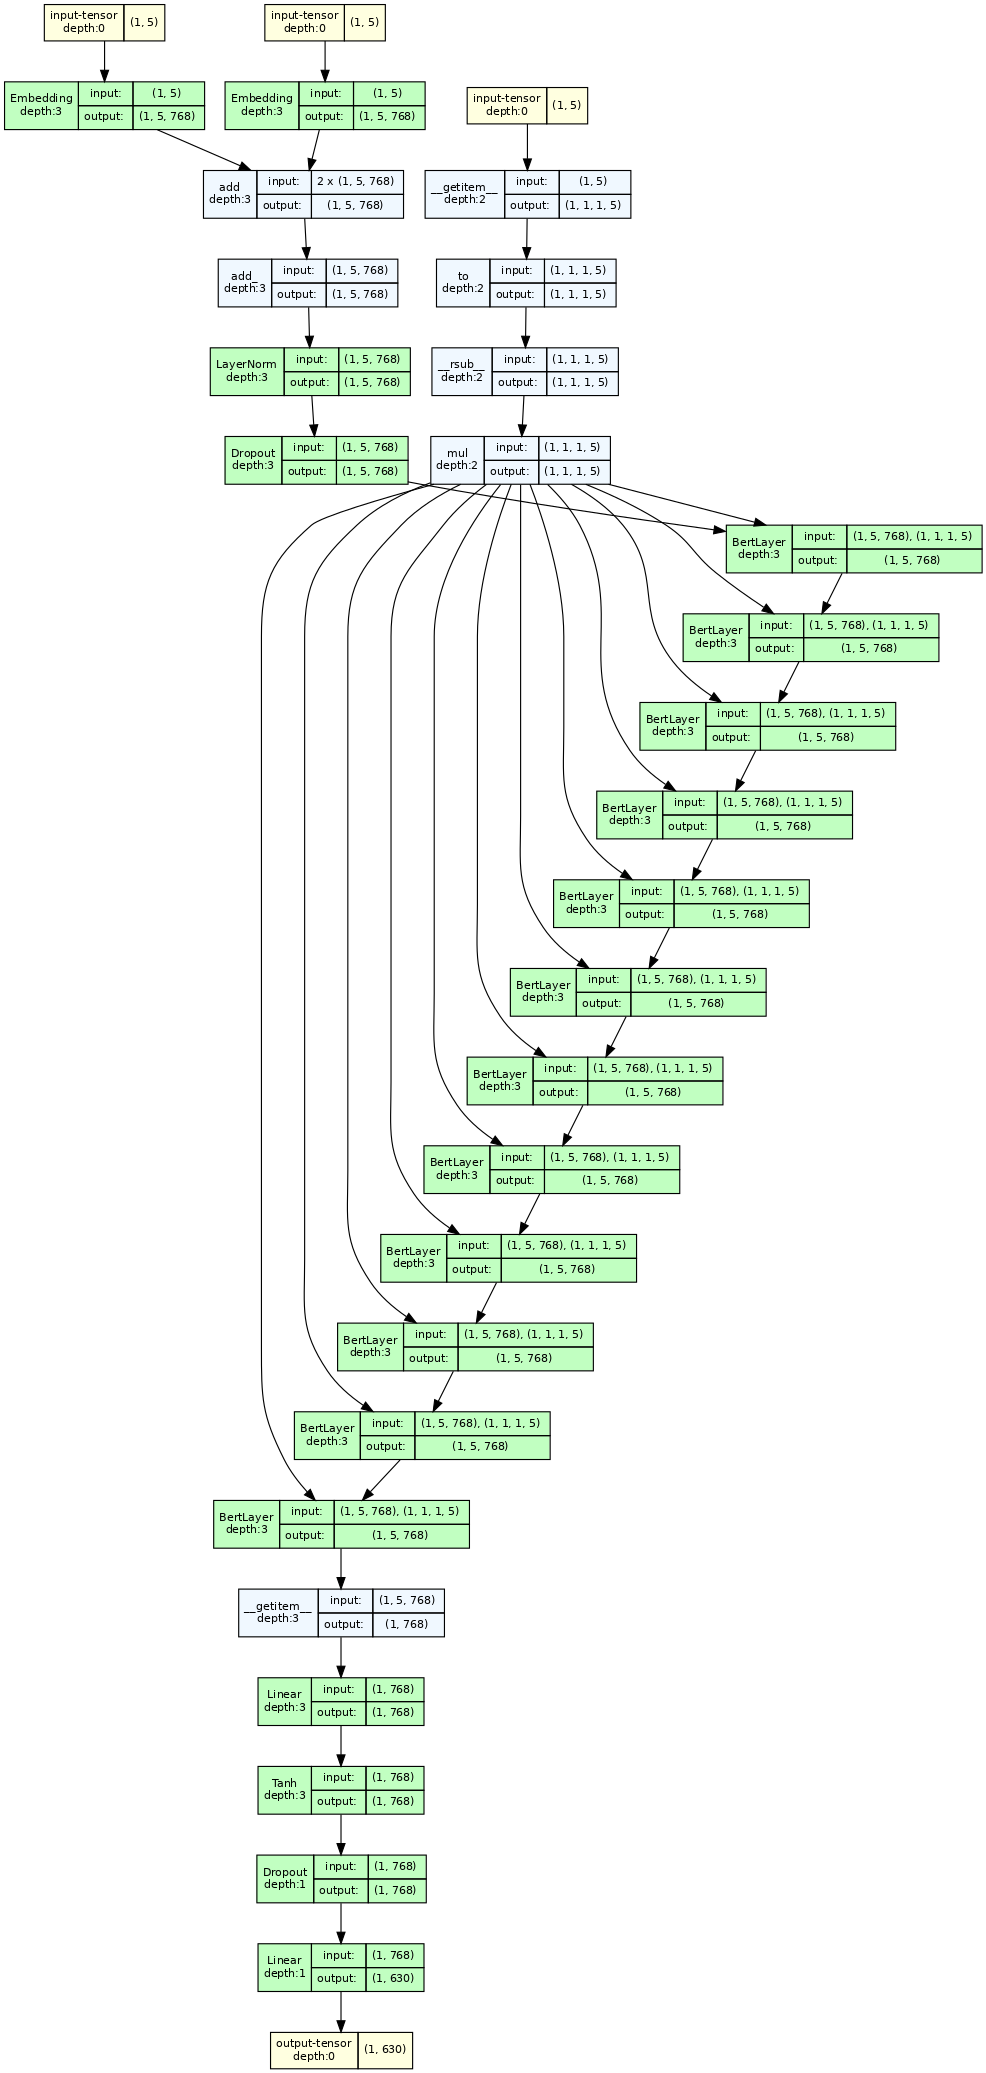 input-tensor
depth:0
(1, 5)
input-tensor
depth:0
(1, 5)
Embedding
depth:3
input:
(1, 5)
output:
(1, 5, 768)
Embedding
depth:3
input:
(1, 5)
output:
(1, 5, 768)
input-tensor
depth:0
(1, 5)
add
depth:3
input:
2 x (1, 5, 768)
output:
(1, 5, 768)
__getitem__
depth:2
input:
(1, 5)
output:
(1, 1, 1, 5)
add_
depth:3
input:
(1, 5, 768)
output:
(1, 5, 768)
to
depth:2
input:
(1, 1, 1, 5)
output:
(1, 1, 1, 5)
LayerNorm
depth:3
input:
(1, 5, 768)
output:
(1, 5, 768)
__rsub__
depth:2
input:
(1, 1, 1, 5)
output:
(1, 1, 1, 5)
Dropout
depth:3
input:
(1, 5, 768)
output:
(1, 5, 768)
mul
depth:2
input:
(1, 1, 1, 5)
output:
(1, 1, 1, 5)
BertLayer
depth:3
input:
(1, 5, 768), (1, 1, 1, 5)
output:
(1, 5, 768)
BertLayer
depth:3
input:
(1, 5, 768), (1, 1, 1, 5)
output:
(1, 5, 768)
BertLayer
depth:3
input:
(1, 5, 768), (1, 1, 1, 5)
output:
(1, 5, 768)
BertLayer
depth:3
input:
(1, 5, 768), (1, 1, 1, 5)
output:
(1, 5, 768)
BertLayer
depth:3
input:
(1, 5, 768), (1, 1, 1, 5)
output:
(1, 5, 768)
BertLayer
depth:3
input:
(1, 5, 768), (1, 1, 1, 5)
output:
(1, 5, 768)
BertLayer
depth:3
input:
(1, 5, 768), (1, 1, 1, 5)
output:
(1, 5, 768)
BertLayer
depth:3
input:
(1, 5, 768), (1, 1, 1, 5)
output:
(1, 5, 768)
BertLayer
depth:3
input:
(1, 5, 768), (1, 1, 1, 5)
output:
(1, 5, 768)
BertLayer
depth:3
input:
(1, 5, 768), (1, 1, 1, 5)
output:
(1, 5, 768)
BertLayer
depth:3
input:
(1, 5, 768), (1, 1, 1, 5)
output:
(1, 5, 768)
BertLayer
depth:3
input:
(1, 5, 768), (1, 1, 1, 5)
output:
(1, 5, 768)
__getitem__
depth:3
input:
(1, 5, 768)
output:
(1, 768)
Linear
depth:3
input:
(1, 768)
output:
(1, 768)
Tanh
depth:3
input:
(1, 768)
output:
(1, 768)
Dropout
depth:1
input:
(1, 768)
output:
(1, 768)
Linear
depth:1
input:
(1, 768)
output:
(1, 630)
output-tensor
depth:0
(1, 630)